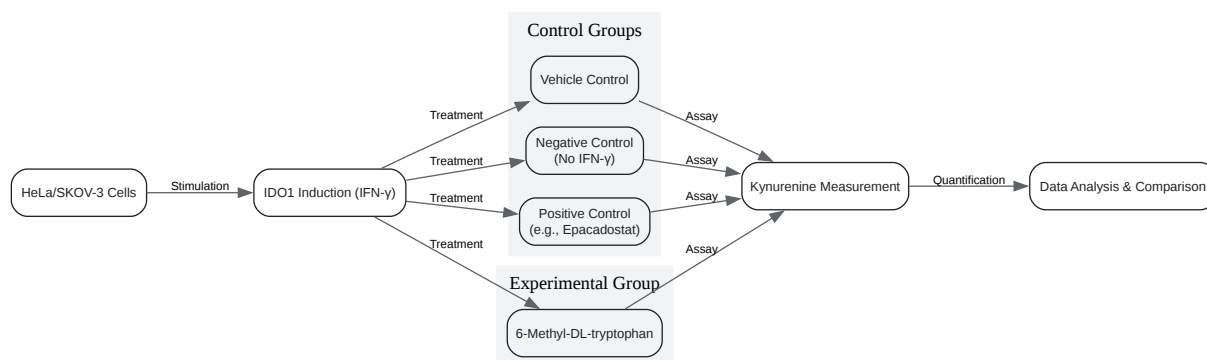 Control Groups
Vehicle Control
Treatment
Assay
Negative Control
(No IFN-γ)
Treatment
Assay
HeLa/SKOV-3 Cells
Stimulation
IDO1 Induction (IFN-γ)
Kynurenine Measurement
Quantification
Data Analysis & Comparison
Treatment
Positive Control
(e.g., Epacadostat)
Assay
Treatment
Assay
Experimental Group
6-Methyl-DL-tryptophan